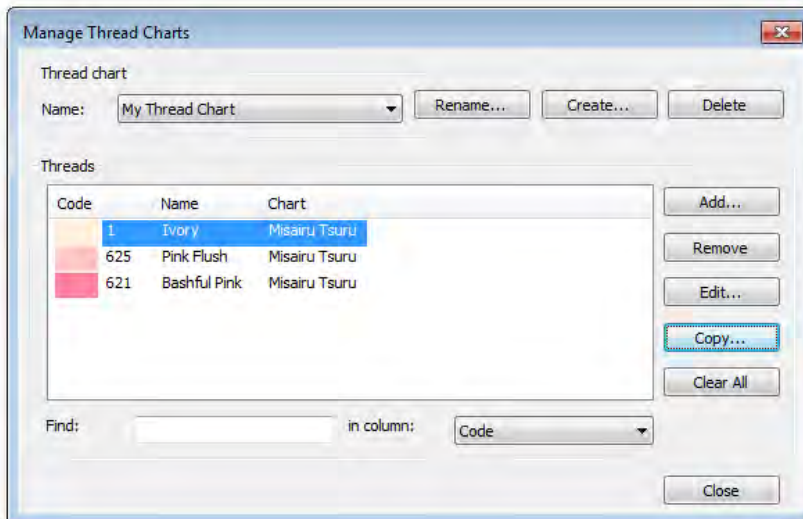 Manage Thread Charts
Thread chart
Name: My Thread Chart Rename... Create... Delete
Threads
Code Name Chart Add...
1 Ivory Misairu Tsuru
625 Pink Flush Misairu Tsuru Remove
621 Bashful Pink Misairu Tsuru Edit...
Copy...
Clear All
Find: in column: Code
Close